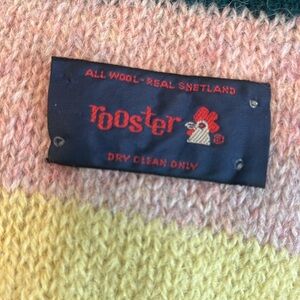 ALL WOOL-REAL SHETLAND
rooster ®
DRY CLEAN ONLY